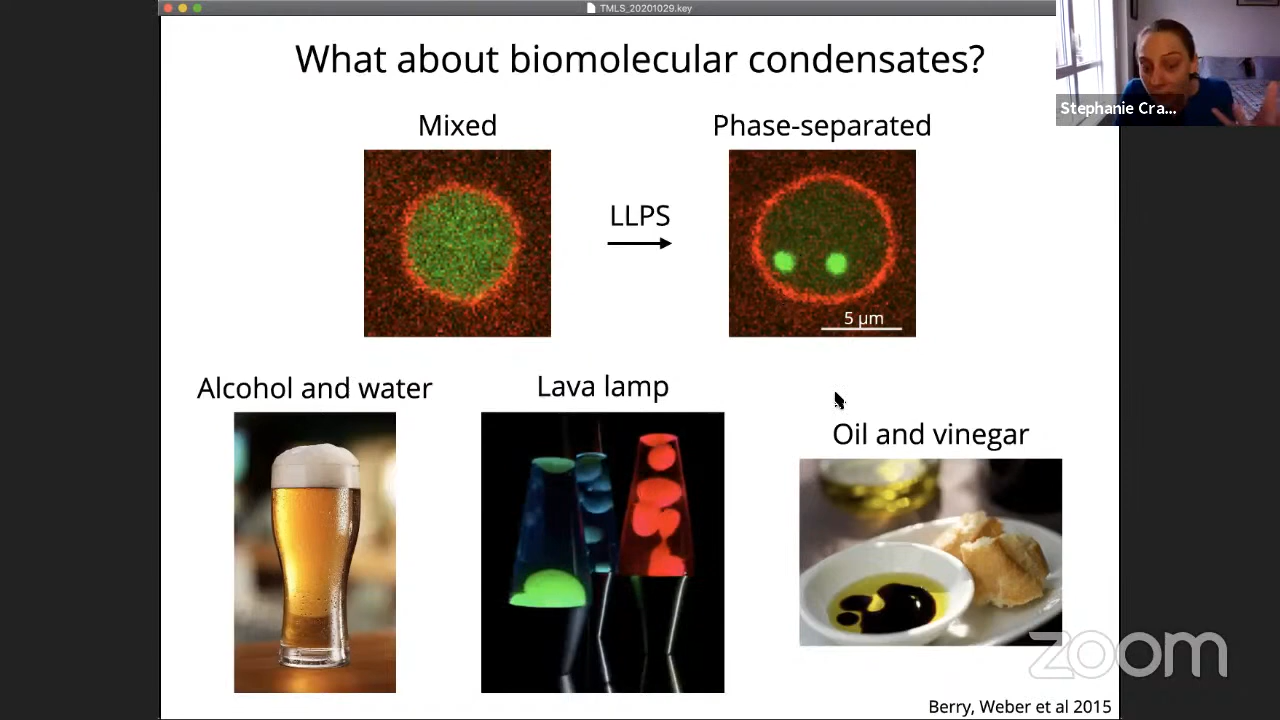 TMLS_20201029.key
What about biomolecular condensates?
Stephanie Cra...
Mixed
Phase-separated
LLPS
5 µm
Alcohol and water
Lava lamp
Oil and vinegar
zoom
Berry, Weber et al 2015